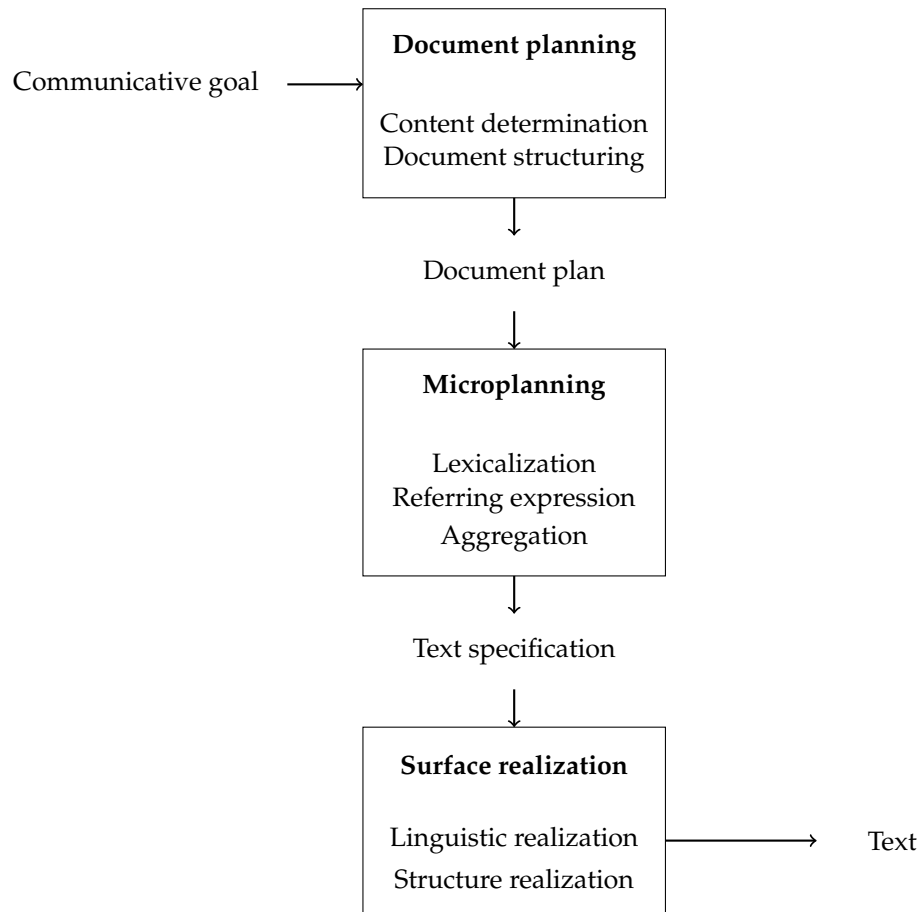 Document planning
Communicative goal
Content determination
Document structuring
Document plan
Microplanning
Lexicalization
Referring expression
Aggregation
Text specification
Surface realization
Linguistic realization
Text
Structure realization